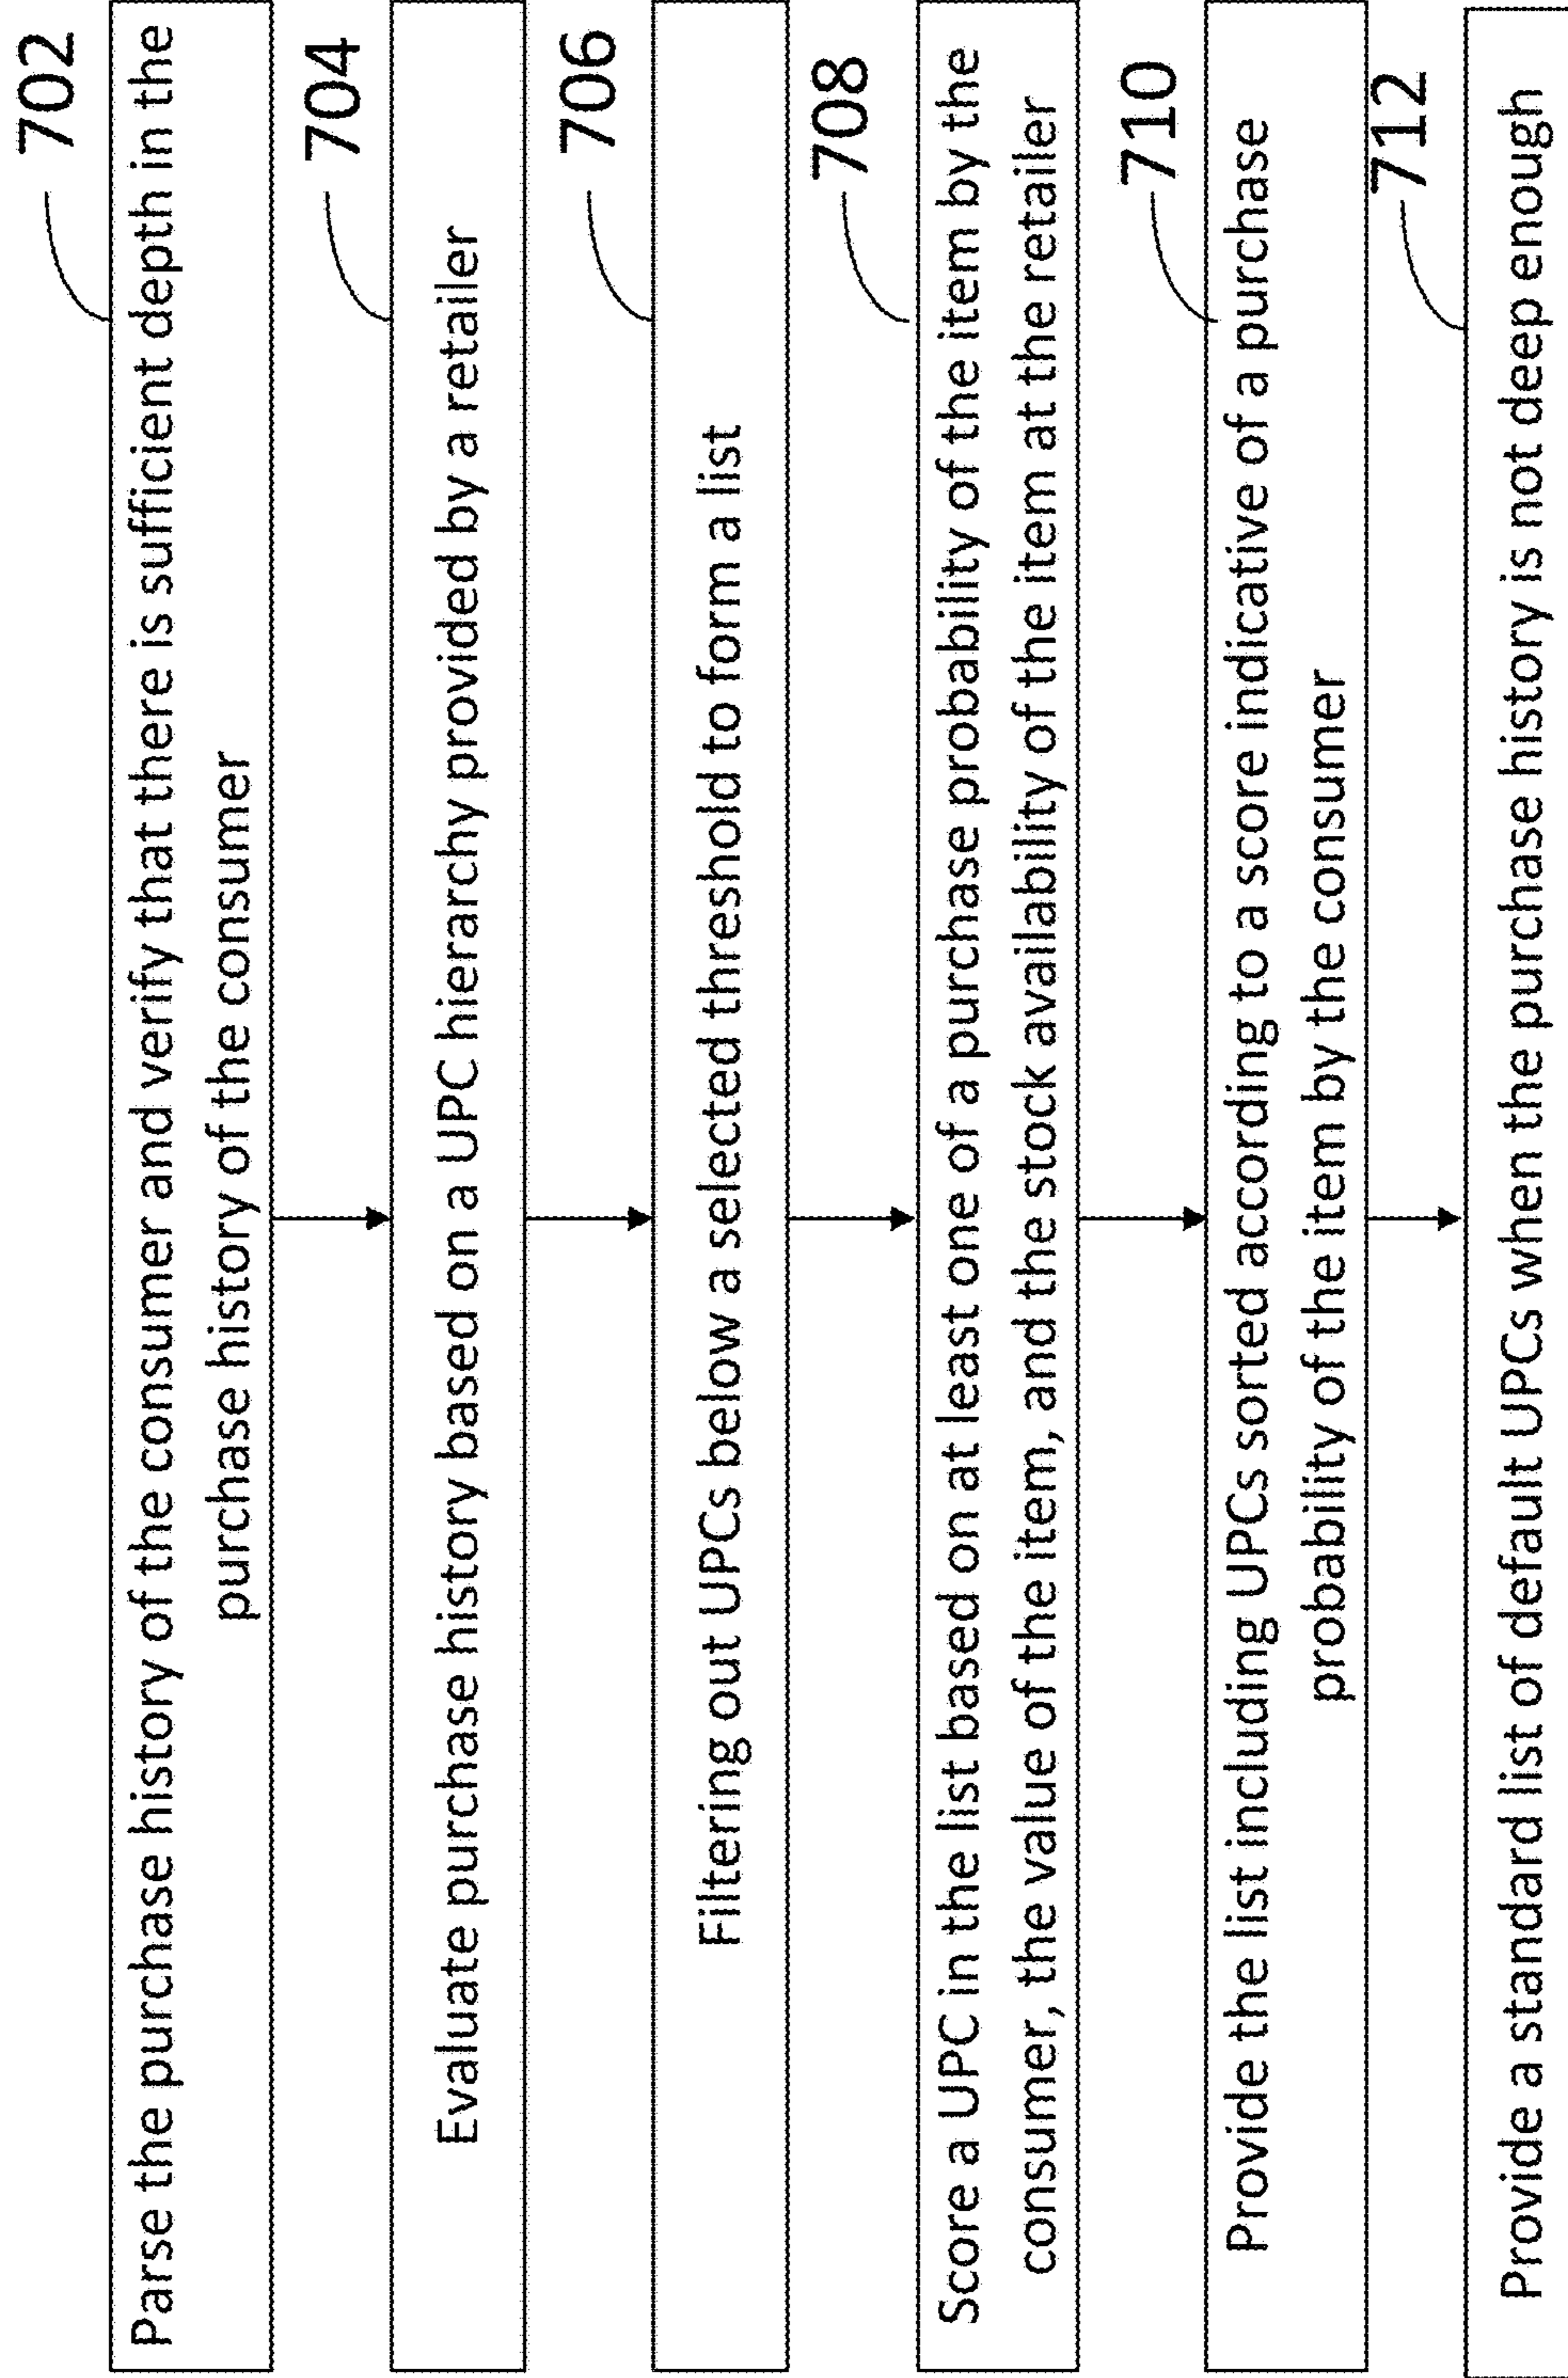 702
Parse the purchase history of the consumer and verify that there is sufficient depth in the
purchase history of the consumer
704
Evaluate purchase history based on a UPC hierarchy provided by a retailer
706
Filtering out UPCs below a selected threshold to form a list
708
Score a UPC in the list based on at least one of a purchase probability of the item by the
consumer, the value of the item, and the stock availability of the item at the retailer
710
Provide the list including UPCs sorted according to a score indicative of a purchase
probability of the item by the consumer
712
Provide a standard list of default UPCs when the purchase history is not deep enough